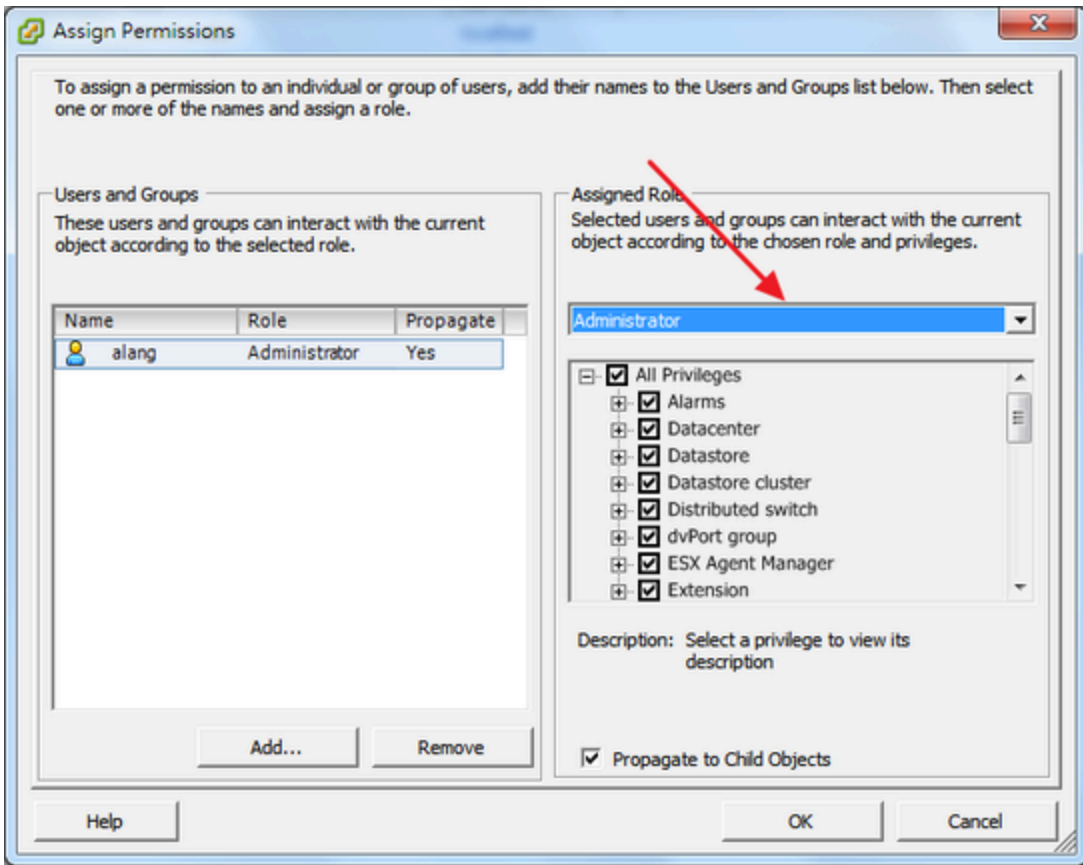 Assign Permissions
To assign a permission to an individual or group of users, add their names to the Users and Groups list below. Then select
one or more of the names and assign a role.
Users and Groups
These users and groups can interact with the current
object according to the selected role.
Name Role Propagate
alang Administrator Yes
Add... Remove
Assigned Role
Selected users and groups can interact with the current
object according to the chosen role and privileges.
Administrator
All Privileges
Alarms
Datacenter
Datastore
Datastore cluster
Distributed switch
dvPort group
ESX Agent Manager
Extension
Description: Select a privilege to view its
description
Propagate to Child Objects
Help OK Cancel